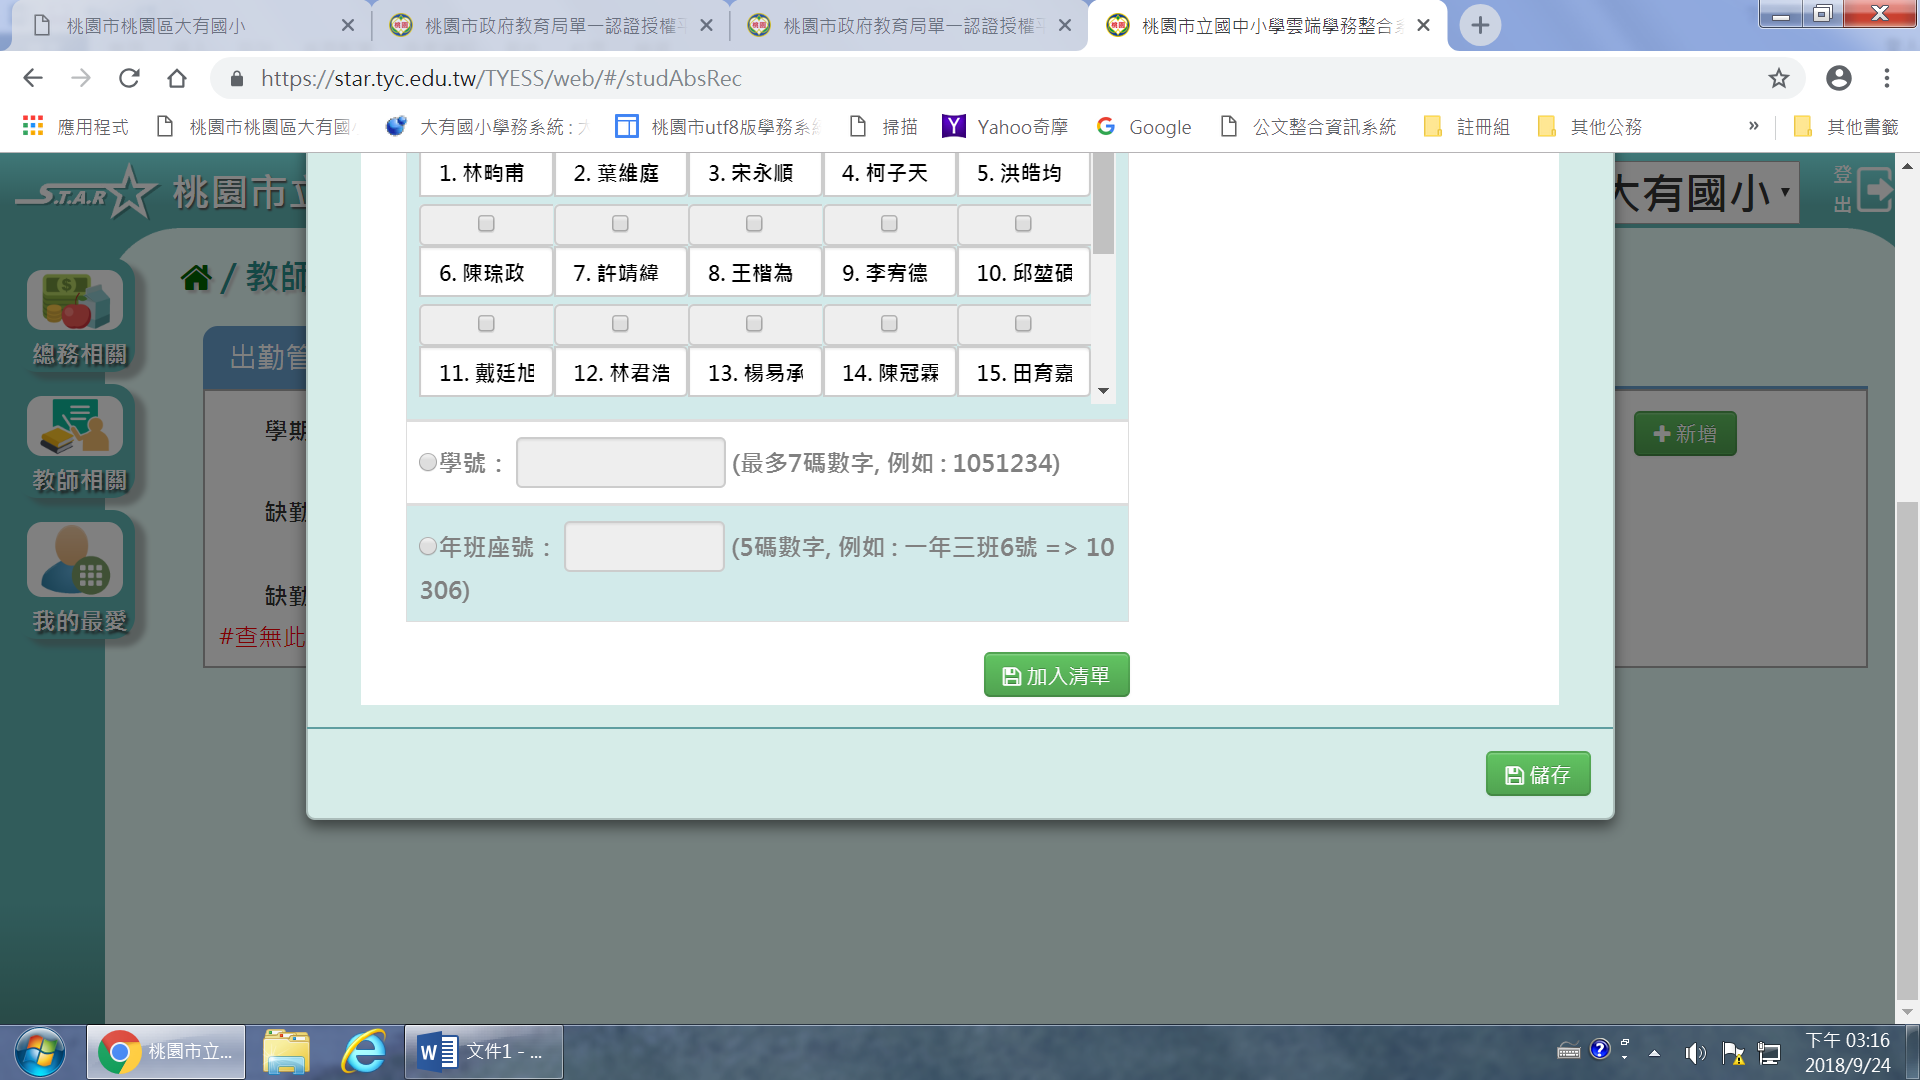 桃園市桃園區大有國小
桃園市政府教育局單一認證授權平
桃園市政府教育局單一認證授權平
桃園市立國中小學雲端學務整合系
https://star.tyc.edu.tw/TYESS/web/#/studAbsRec
應用程式
桃園市桃園區大有國小
大有國小學務系統 : 大
桃園市utf8版學務系統
掃描
Yahoo奇摩
Google
公文整合資訊系統
註冊組
其他公務
»
其他書籤
S.T.A.R
桃園市立
大有國小
登出
/ 教師
總務相關
教師相關
我的最愛
出勤管
學期
缺勤
缺勤
#查無此
新增
1. 林畇甫
2. 葉維庭
3. 宋永順
4. 柯子天
5. 洪皓均
6. 陳琮政
7. 許靖緯
8. 王楷為
9. 李宥德
10. 邱堃碩
11. 戴廷旭
12. 林君浩
13. 楊易承
14. 陳冠霖
15. 田育嘉
學號： (最多7碼數字, 例如 : 1051234)
年班座號： (5碼數字, 例如 : 一年三班6號 => 10
306)
加入清單
儲存
桃園市立...
文件1 - ...
下午 03:16
2018/9/24